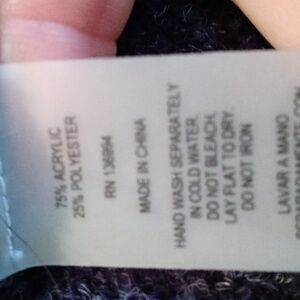 75% ACRYLIC
25% POLYESTER
RN 136994
MADE IN CHINA
HAND WASH SEPARATELY
IN COLD WATER.
DO NOT BLEACH.
LAY FLAT TO DRY.
DO NOT IRON
LAVAR A MANO